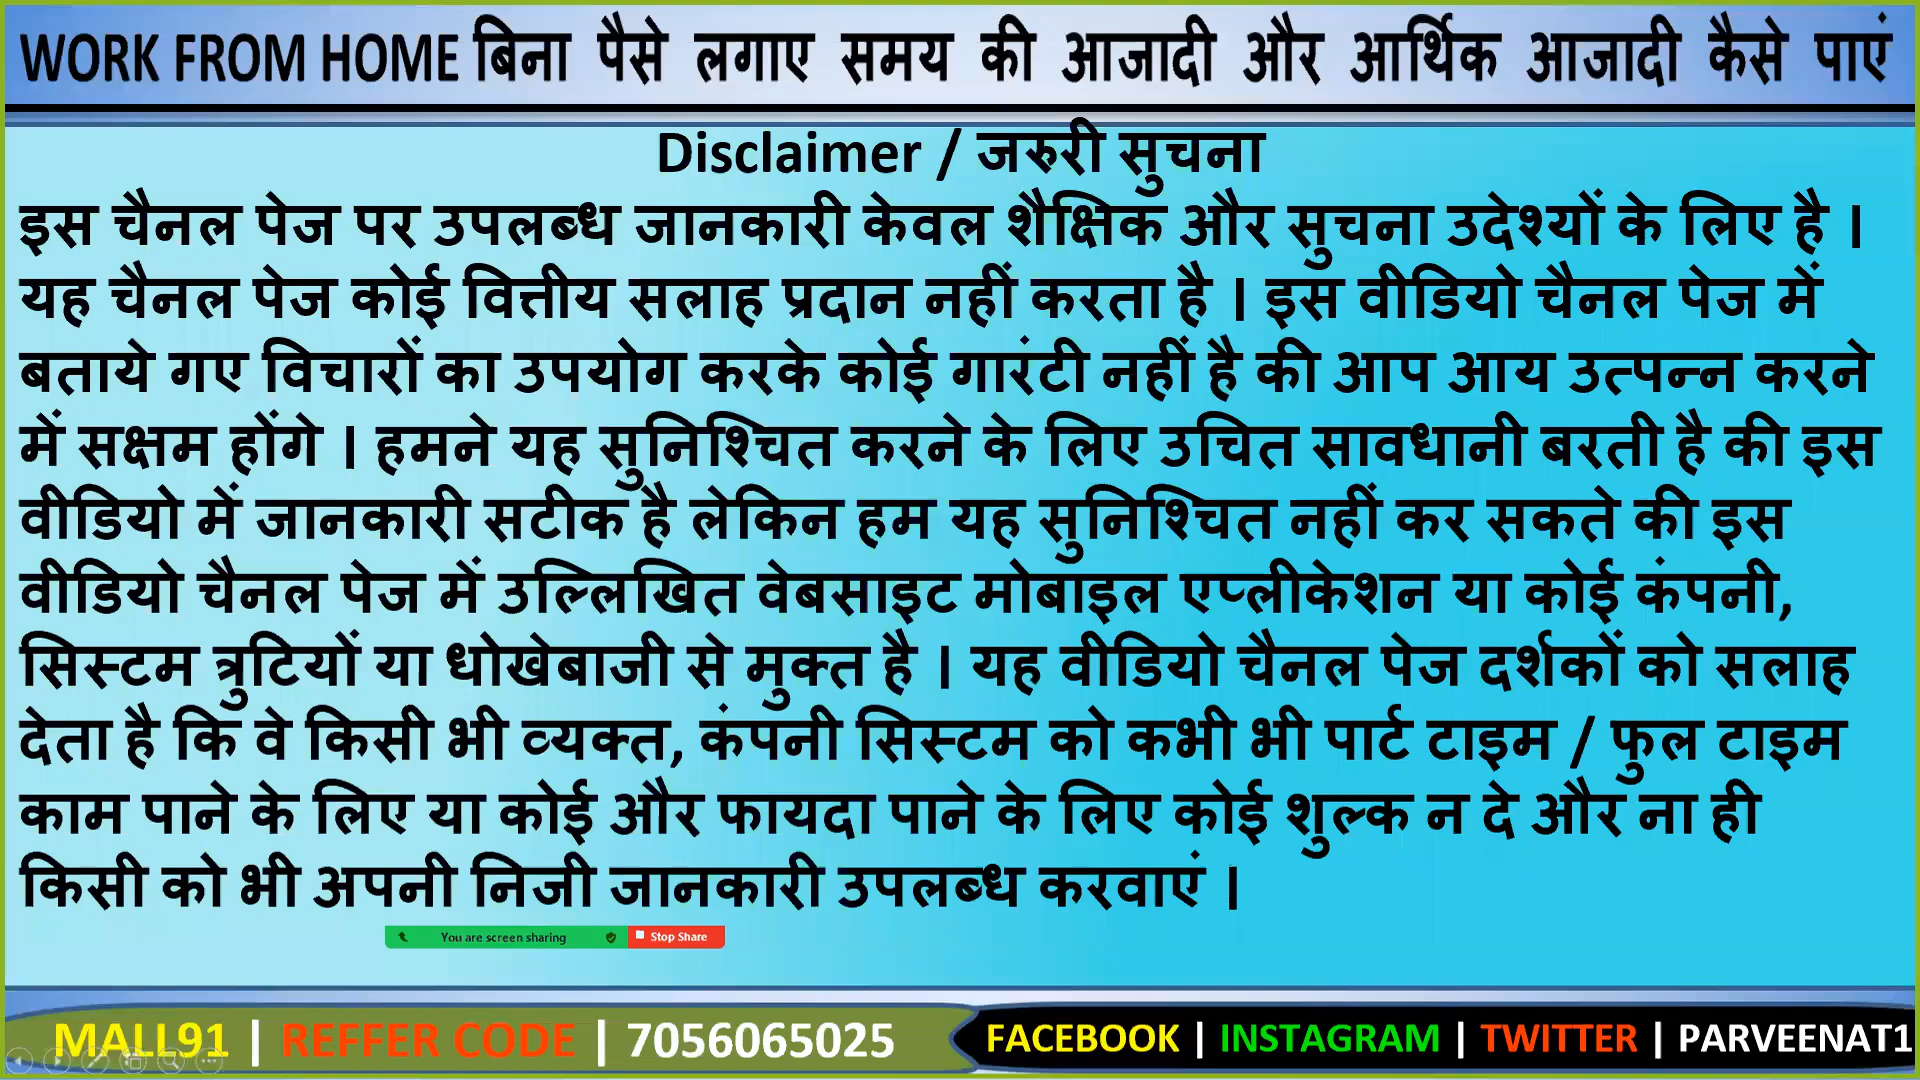 WORK FROM HOME बिना पैसे लगाए समय की आजादी और आर्थिक आजादी कैसे पाएं
Disclaimer / जरुरी सुचना
इस चैनल पेज पर उपलब्ध जानकारी केवल शैक्षिक और सुचना उदेश्यों के लिए है ।
यह चैनल पेज कोई वित्तीय सलाह प्रदान नहीं करता है । इस वीडियो चैनल पेज में
बताये गए विचारों का उपयोग करके कोई गारंटी नहीं है की आप आय उत्पन्न करने
में सक्षम होंगे । हमने यह सुनिश्चित करने के लिए उचित सावधानी बरती है की इस
वीडियो में जानकारी सटीक है लेकिन हम यह सुनिश्चित नहीं कर सकते की इस
वीडियो चैनल पेज में उल्लिखित वेबसाइट मोबाइल एप्लीकेशन या कोई कंपनी,
सिस्टम त्रुटियों या धोखेबाजी से मुक्त है । यह वीडियो चैनल पेज दर्शकों को सलाह
देता है कि वे किसी भी व्यक्त, कंपनी सिस्टम को कभी भी पार्ट टाइम / फुल टाइम
काम पाने के लिए या कोई और फायदा पाने के लिए कोई शुल्क न दे और ना ही
किसी को भी अपनी निजी जानकारी उपलब्ध करवाएं ।
You are screen sharing Stop Share
MALL91 | REFFER CODE | 7056065025 FACEBOOK | INSTAGRAM | TWITTER | PARVEENAT1